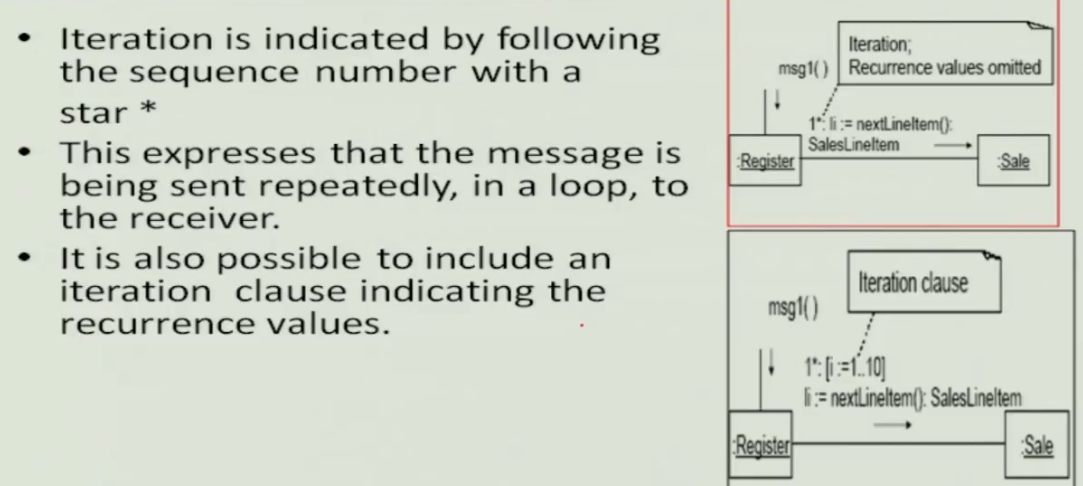 • Iteration is indicated by following
the sequence number with a
star *
• This expresses that the message is
being sent repeatedly, in a loop, to
the receiver.
• It is also possible to include an
iteration clause indicating the
recurrence values.
Iteration;
Recurrence values omitted
msg1( )
1*: li := nextLineItem():
SalesLineItem
:Register
:Sale
Iteration clause
msg1( )
1*: [i :=1..10]
li := nextLineItem(): SalesLineItem
:Register
:Sale